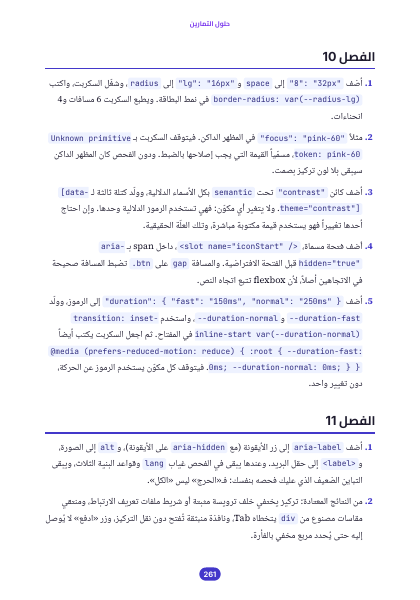 حلول التمارين
الفصل 10
1. أضف "8": "32px" إلى space و "lg": "16px" إلى radius ، وشغّل السكربت، واكتب
border-radius: var(--radius-lg) في نمط البطاقة. ويطبع السكربت 6 مسافات و4
انحناءات.
2. مثلاً "focus": "pink-60" في المظهر الداكن. فيتوقف السكربت بـ Unknown primitive
token: pink-60، مسمّياً القيمة التي يجب إصلاحها بالضبط. ودون الفحص كان المظهر الداكن
سيبقى بلا لون تركيز بصمت.
3. أضف كائن "contrast" تحت semantic بكل الأسماء الدلالية، وولّد كتلة ثالثة لـ [data-
theme="contrast"]. ولا يتغير أي مكوّن: فهي تستخدم الرموز الدلالية وحدها. وإن احتاج
أحدها تغييراً فهو يستخدم قيمة مكتوبة مباشرة، وتلك العلّة الحقيقية.
4. أضف فتحة مسماة، <slot name="iconStart" /> ، داخل span بـ aria-
hidden="true" قبل الفتحة الافتراضية. والمسافة gap على .btn تضبط المسافة صحيحة
في الاتجاهين أصلاً، لأن flexbox تتبع اتجاه النص.
5. أضف "duration": { "fast": "150ms", "normal": "250ms" } إلى الرموز، وولّد
--duration-fast و --duration-normal ، واستخدم transition: inset-
inline-start var(--duration-normal) في المفتاح. ثم اجعل السكربت يكتب أيضاً
@media (prefers-reduced-motion: reduce) { :root { --duration-fast:
0ms; --duration-normal: 0ms; } }. فيتوقف كل مكوّن يستخدم الرموز عن الحركة،
دون تغيير واحد.
الفصل 11
1. أضف aria-label إلى زر الأيقونة (مع aria-hidden على الأيقونة)، و alt إلى الصورة،
و <label> إلى حقل البريد. وعندها يبقى في الفحص غياب lang وقواعد البنية الثلاث، ويبقى
التباين الضعيف الذي عليك فحصه بنفسك: فـ«الحرج» ليس «الكل».
2. من النتائج المعتادة: تركيز يختفي خلف ترويسة مثبتة أو شريط ملفات تعريف الارتباط، ومنتقي
مقاسات مصنوع من div يتخطاه Tab، ونافذة منبثقة تُفتح دون نقل التركيز، وزر «ادفع» لا يُوصل
إليه حتى يُحدد مربع مخفي بالفأرة.
261